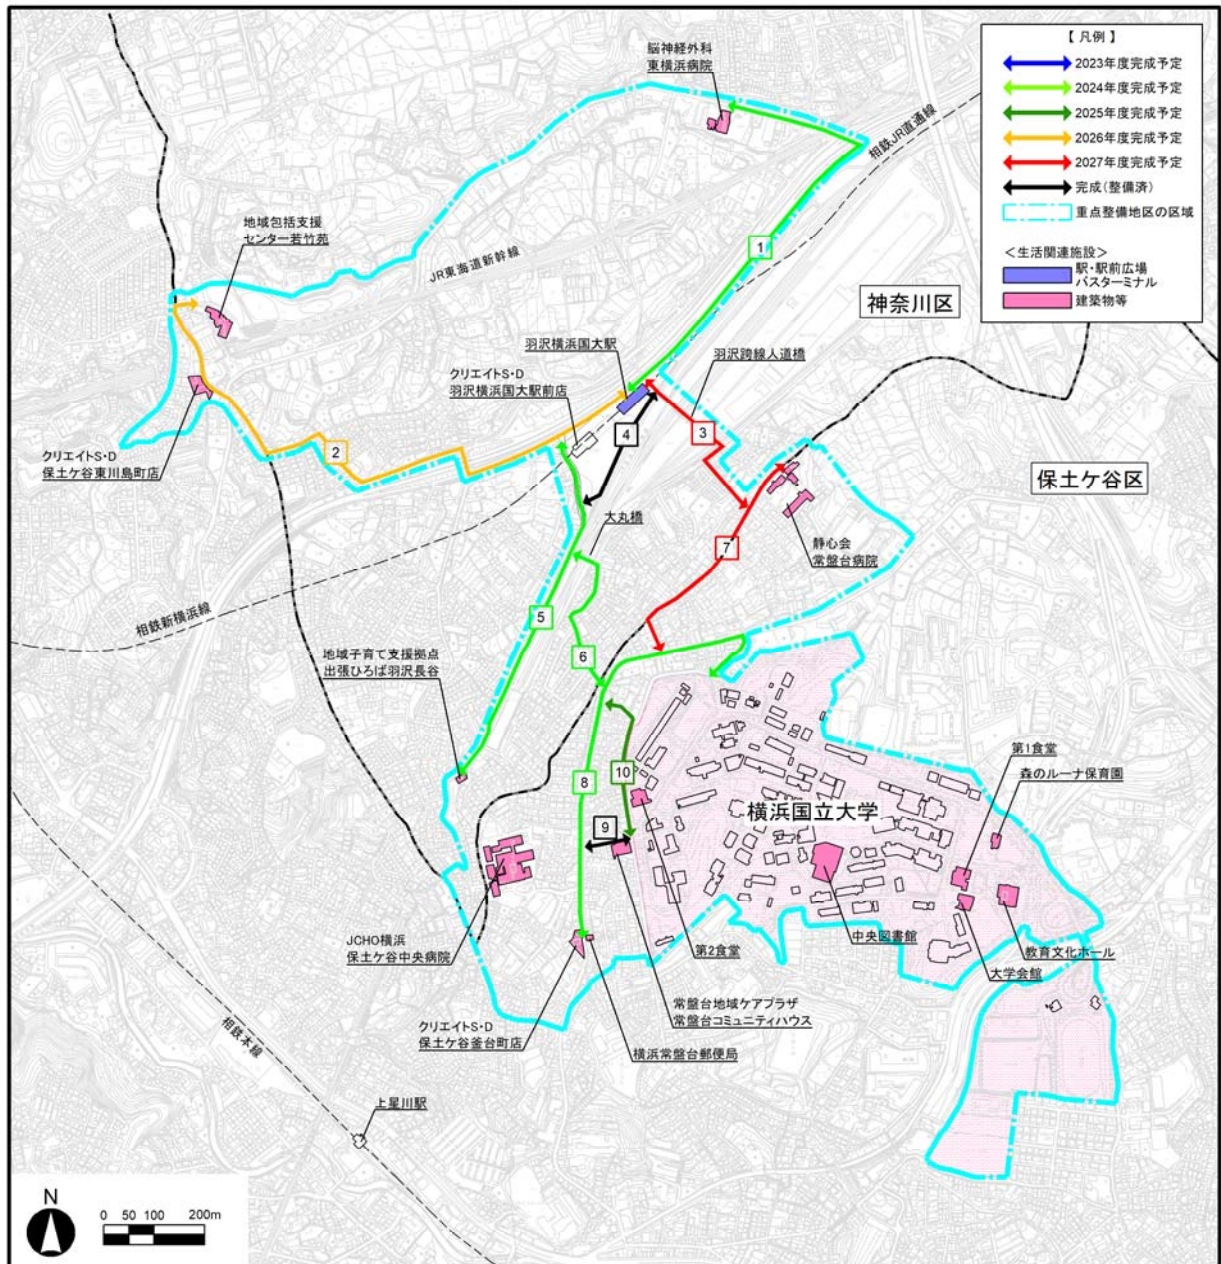 【 凡例 】
2023年度完成予定
2024年度完成予定
2025年度完成予定
2026年度完成予定
2027年度完成予定
完成(整備済)
重点整備地区の区域
<生活関連施設>
駅・駅前広場
バスターミナル
建築物等
脳神経外科
東横浜病院
相鉄JR直通線
地域包括支援
センター若竹苑
JR東海道新幹線
1
神奈川区
羽沢横浜国大駅
羽沢跨線人道橋
クリエイトS・D
羽沢横浜国大駅前店
4
3
2
クリエイトS・D
保土ケ谷東川島町店
保土ケ谷区
大丸橋
静心会
常盤台病院
7
相鉄新横浜線
5
6
地域子育て支援拠点
出張ひろば羽沢長谷
第1食堂
森のルーナ保育園
8
10
9
横浜国立大学
JCHO横浜
保土ケ谷中央病院
第2食堂
中央図書館
教育文化ホール
大学会館
常盤台地域ケアプラザ
常盤台コミュニティハウス
クリエイトS・D
保土ケ谷釜台町店
横浜常盤台郵便局
相鉄本線
上星川駅
N
0 50 100 200m